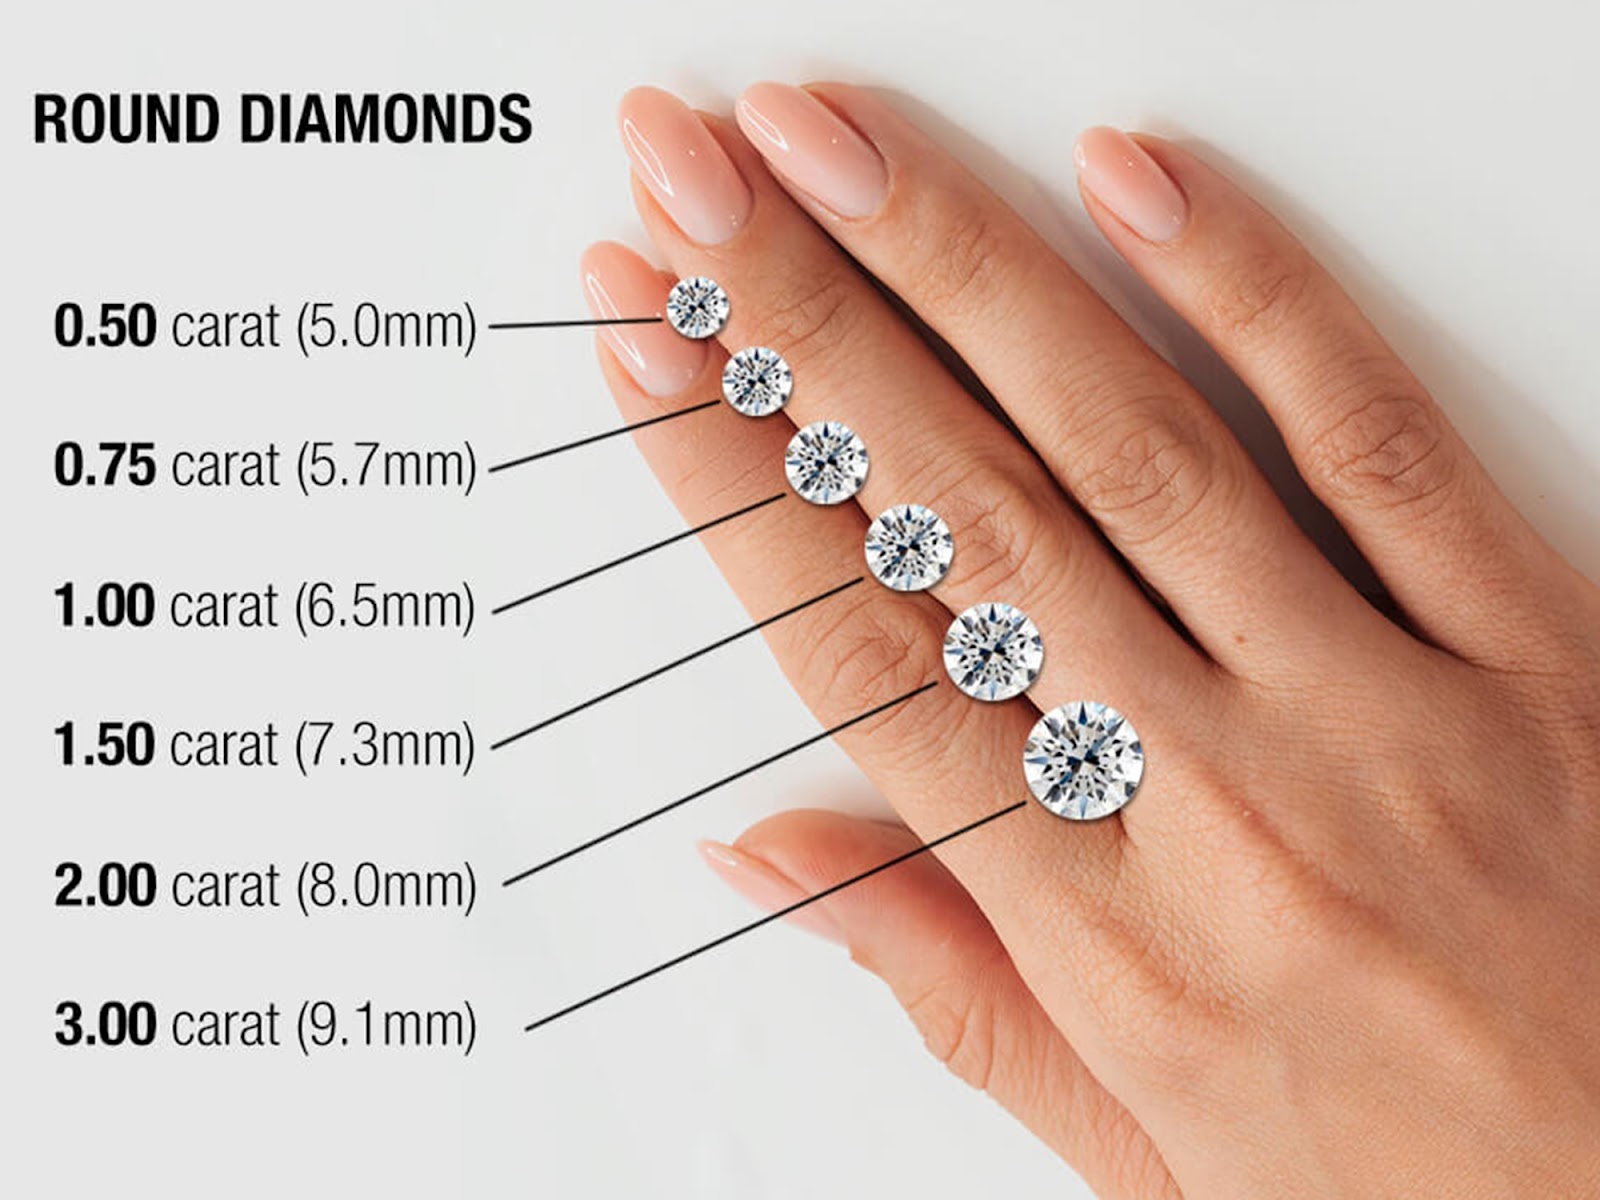 ROUND DIAMONDS
0.50 carat (5.0mm)
0.75 carat (5.7mm)
1.00 carat (6.5mm)
1.50 carat (7.3mm)
2.00 carat (8.0mm)
3.00 carat (9.1mm)